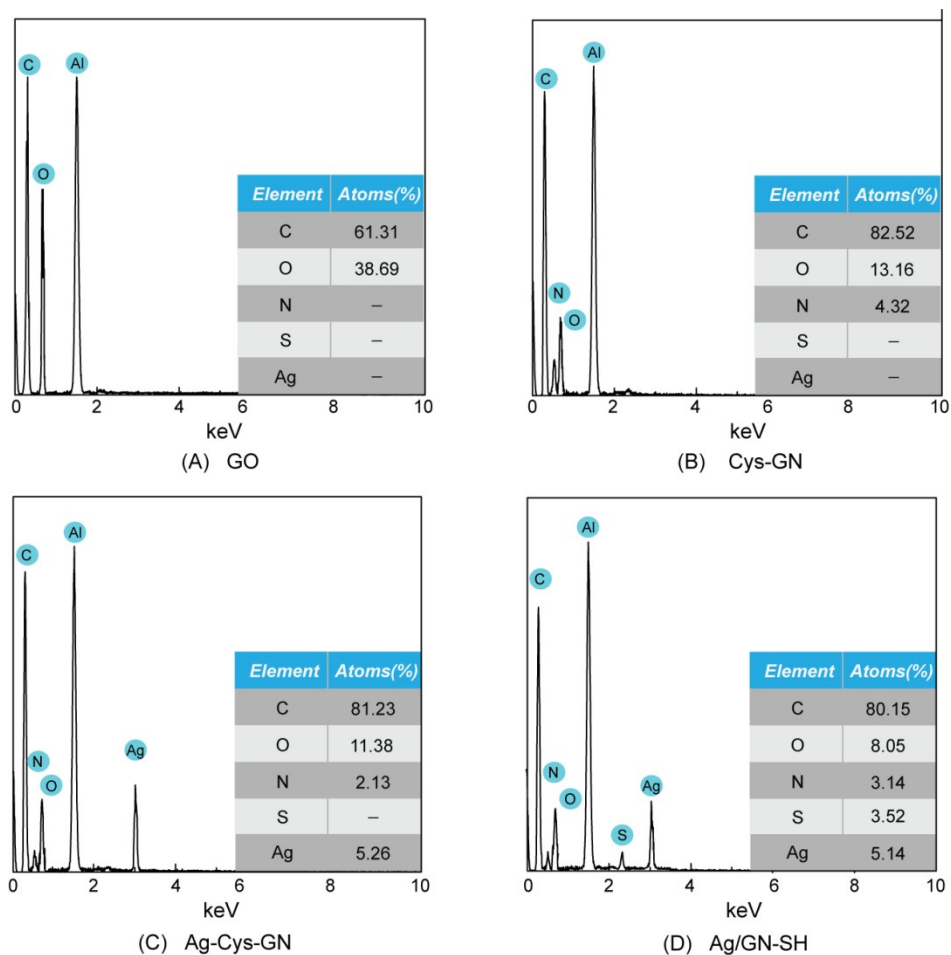 C
Al
O
Element Atoms(%)
C 61.31
O 38.69
N –
S –
Ag –
0 2 4 6 8 10
keV
(A) GO
C
Al
N
O
Element Atoms(%)
C 82.52
O 13.16
N 4.32
S –
Ag –
0 2 4 6 8 10
keV
(B) Cys-GN
C
Al
N
O
Ag
Element Atoms(%)
C 81.23
O 11.38
N 2.13
S –
Ag 5.26
0 2 4 6 8 10
keV
(C) Ag-Cys-GN
C
Al
N
O
S
Ag
Element Atoms(%)
C 80.15
O 8.05
N 3.14
S 3.52
Ag 5.14
0 2 4 6 8 10
keV
(D) Ag/GN-SH